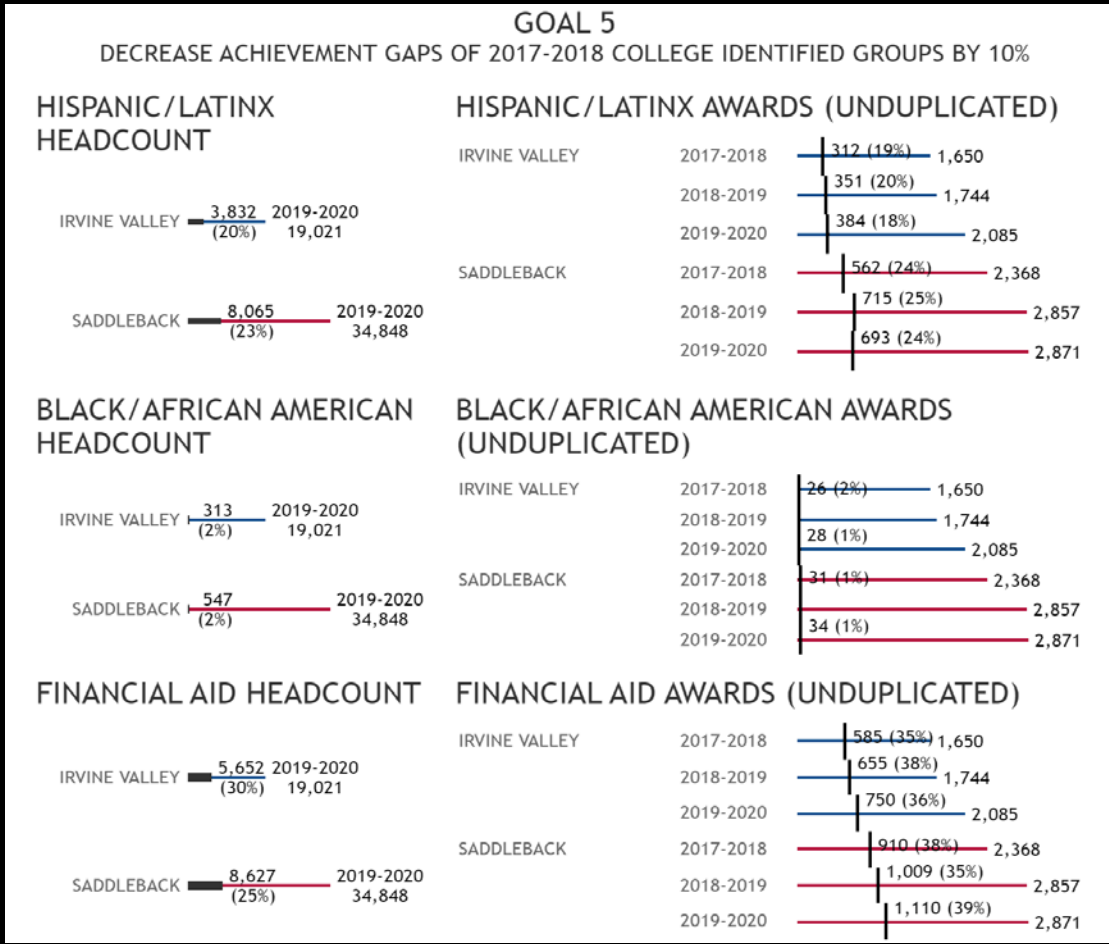 GOAL 5
DECREASE ACHIEVEMENT GAPS OF 2017-2018 COLLEGE IDENTIFIED GROUPS BY 10%
HISPANIC/LATINX
HEADCOUNT
IRVINE VALLEY 3,832 2019-2020
(20%) 19,021
SADDLEBACK 8,065 2019-2020
(23%) 34,848
HISPANIC/LATINX AWARDS (UNDUPLICATED)
IRVINE VALLEY 2017-2018 312 (19%) 1,650
2018-2019 351 (20%) 1,744
2019-2020 384 (18%) 2,085
SADDLEBACK 2017-2018 562 (24%) 2,368
2018-2019 715 (25%) 2,857
2019-2020 693 (24%) 2,871
BLACK/AFRICAN AMERICAN
HEADCOUNT
IRVINE VALLEY 313 2019-2020
(2%) 19,021
SADDLEBACK 547 2019-2020
(2%) 34,848
BLACK/AFRICAN AMERICAN AWARDS
(UNDUPLICATED)
IRVINE VALLEY 2017-2018 26 (2%) 1,650
2018-2019 1,744
2019-2020 28 (1%) 2,085
SADDLEBACK 2017-2018 31 (1%) 2,368
2018-2019 2,857
2019-2020 34 (1%) 2,871
FINANCIAL AID HEADCOUNT
IRVINE VALLEY 5,652 2019-2020
(30%) 19,021
SADDLEBACK 8,627 2019-2020
(25%) 34,848
FINANCIAL AID AWARDS (UNDUPLICATED)
IRVINE VALLEY 2017-2018 585 (35%) 1,650
2018-2019 655 (38%) 1,744
2019-2020 750 (36%) 2,085
SADDLEBACK 2017-2018 910 (38%) 2,368
2018-2019 1,009 (35%) 2,857
2019-2020 1,110 (39%) 2,871